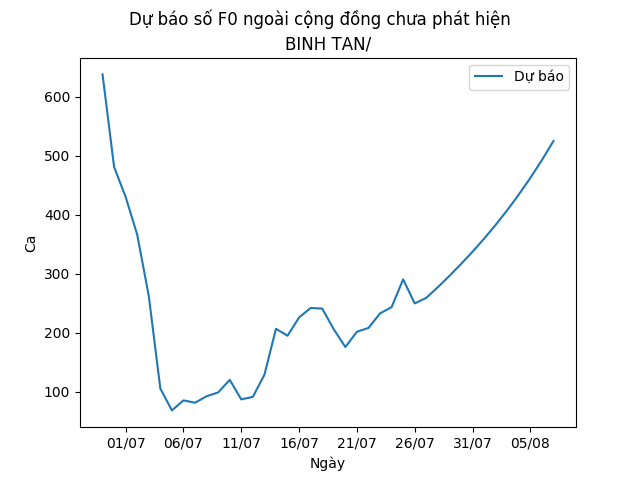 Dự báo số F0 ngoài cộng đồng chưa phát hiện
BINH TAN/
Dự báo
600
500
400
300
200
100
Ca
01/07 06/07 11/07 16/07 21/07 26/07 31/07 05/08
Ngày